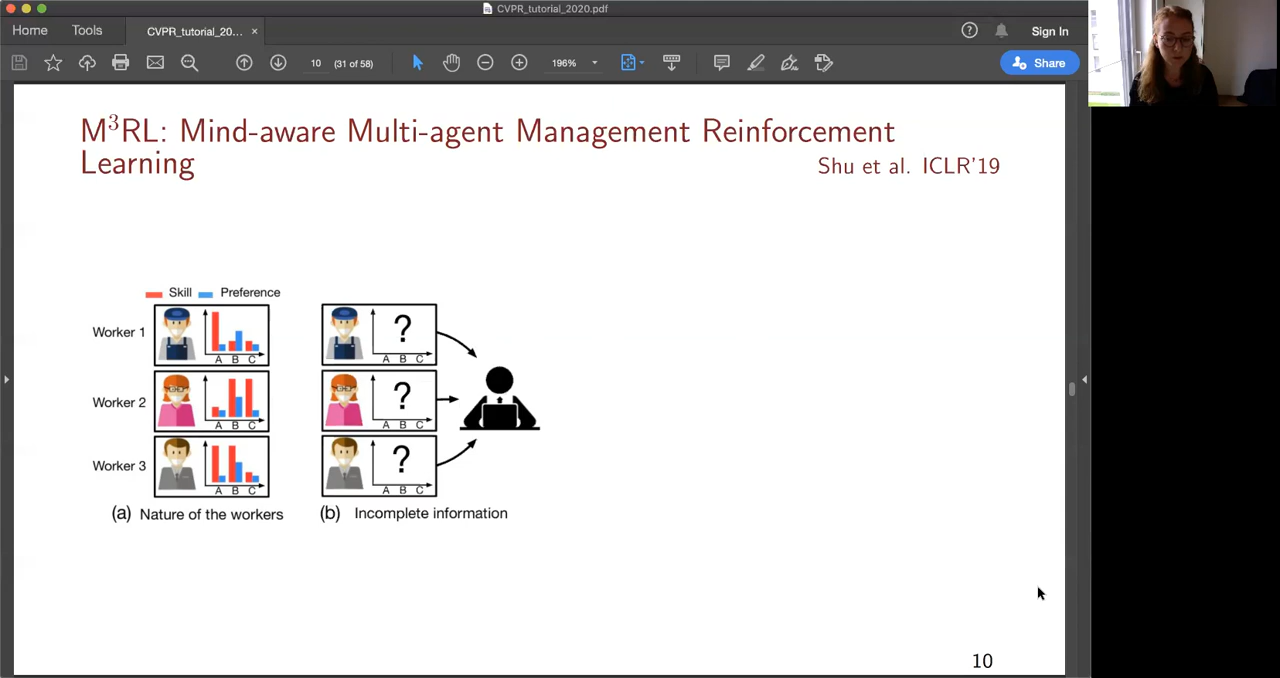 CVPR_tutorial_2020.pdf
Home Tools CVPR_tutorial_20... × Sign In
10 (31 of 58) 196% Share
M³RL: Mind-aware Multi-agent Management Reinforcement
Learning Shu et al. ICLR'19
Skill Preference
Worker 1 A B C ? A B C
Worker 2 A B C ? A B C
Worker 3 A B C ? A B C
(a) Nature of the workers (b) Incomplete information
10